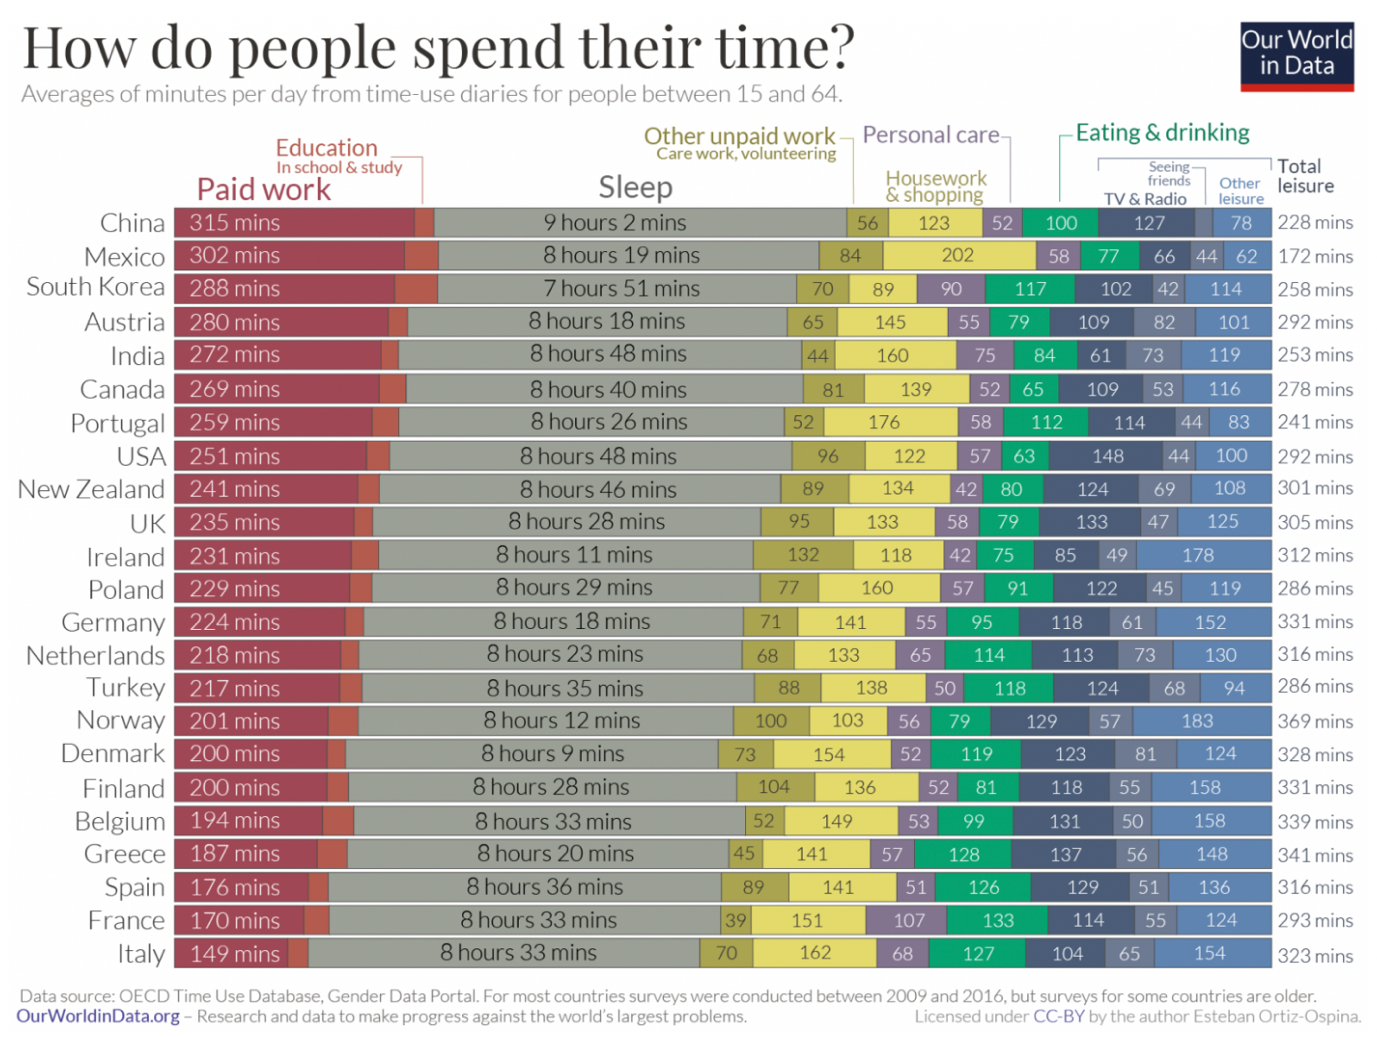 How do people spend their time?
Averages of minutes per day from time-use diaries for people between 15 and 64.
Our World
in Data
Education
In school & study
Paid work
Sleep
Other unpaid work
Care work, volunteering
Housework
& shopping
Personal care
Eating & drinking
Seeing
friends
TV & Radio
Other
leisure
Total
leisure
China 315 mins 9 hours 2 mins 56 123 52 100 127 78 228 mins
Mexico 302 mins 8 hours 19 mins 84 202 58 77 66 44 62 172 mins
South Korea 288 mins 7 hours 51 mins 70 89 90 117 102 42 114 258 mins
Austria 280 mins 8 hours 18 mins 65 145 55 79 109 82 101 292 mins
India 272 mins 8 hours 48 mins 44 160 75 84 61 73 119 253 mins
Canada 269 mins 8 hours 40 mins 81 139 52 65 109 53 116 278 mins
Portugal 259 mins 8 hours 26 mins 52 176 58 112 114 44 83 241 mins
USA 251 mins 8 hours 48 mins 96 122 57 63 148 44 100 292 mins
New Zealand 241 mins 8 hours 46 mins 89 134 42 80 124 69 108 301 mins
UK 235 mins 8 hours 28 mins 95 133 58 79 133 47 125 305 mins
Ireland 231 mins 8 hours 11 mins 132 118 42 75 85 49 178 312 mins
Poland 229 mins 8 hours 29 mins 77 160 57 91 122 45 119 286 mins
Germany 224 mins 8 hours 18 mins 71 141 55 95 118 61 152 331 mins
Netherlands 218 mins 8 hours 23 mins 68 133 65 114 113 73 130 316 mins
Turkey 217 mins 8 hours 35 mins 88 138 50 118 124 68 94 286 mins
Norway 201 mins 8 hours 12 mins 100 103 56 79 129 57 183 369 mins
Denmark 200 mins 8 hours 9 mins 73 154 52 119 123 81 124 328 mins
Finland 200 mins 8 hours 28 mins 104 136 52 81 118 55 158 331 mins
Belgium 194 mins 8 hours 33 mins 52 149 53 99 131 50 158 339 mins
Greece 187 mins 8 hours 20 mins 45 141 57 128 137 56 148 341 mins
Spain 176 mins 8 hours 36 mins 89 141 51 126 129 51 136 316 mins
France 170 mins 8 hours 33 mins 39 151 107 133 114 55 124 293 mins
Italy 149 mins 8 hours 33 mins 70 162 68 127 104 65 154 323 mins
Data source: OECD Time Use Database, Gender Data Portal. For most countries surveys were conducted between 2009 and 2016, but surveys for some countries are older.
OurWorldinData.org – Research and data to make progress against the world's largest problems.
Licensed under CC-BY by the author Esteban Ortiz-Ospina.